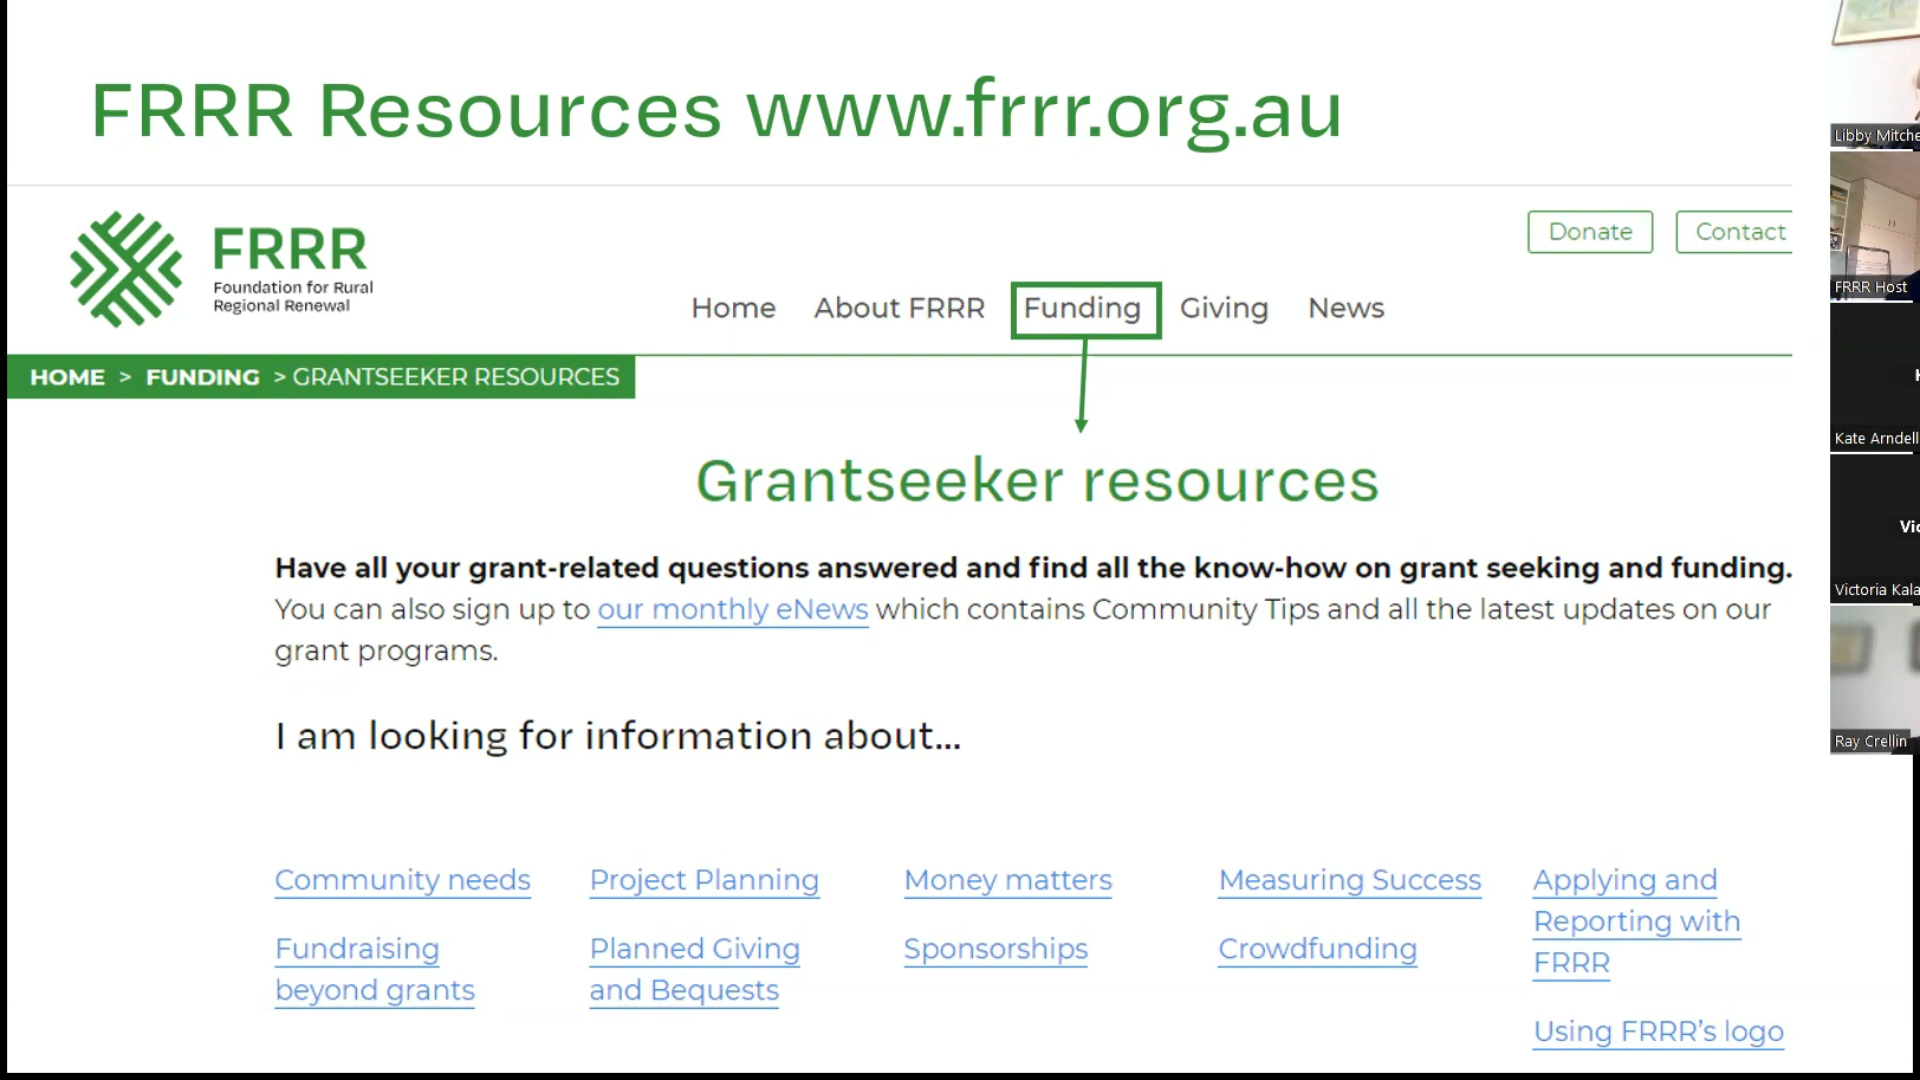 FRRR Resources www.frrr.org.au
FRRR
Foundation for Rural
Regional Renewal
Donate
Contact
Home
About FRRR
Funding
Giving
News
HOME > FUNDING > GRANTSEEKER RESOURCES
Grantseeker resources
Have all your grant-related questions answered and find all the know-how on grant seeking and funding.
You can also sign up to our monthly eNews which contains Community Tips and all the latest updates on our
grant programs.
I am looking for information about...
Community needs
Fundraising
beyond grants
Project Planning
Planned Giving
and Bequests
Money matters
Sponsorships
Measuring Success
Crowdfunding
Applying and
Reporting with
FRRR
Using FRRR's logo
Libby Mitche
FRRR Host
Kate Arndell
Vic
Victoria Kala
Ray Crellin